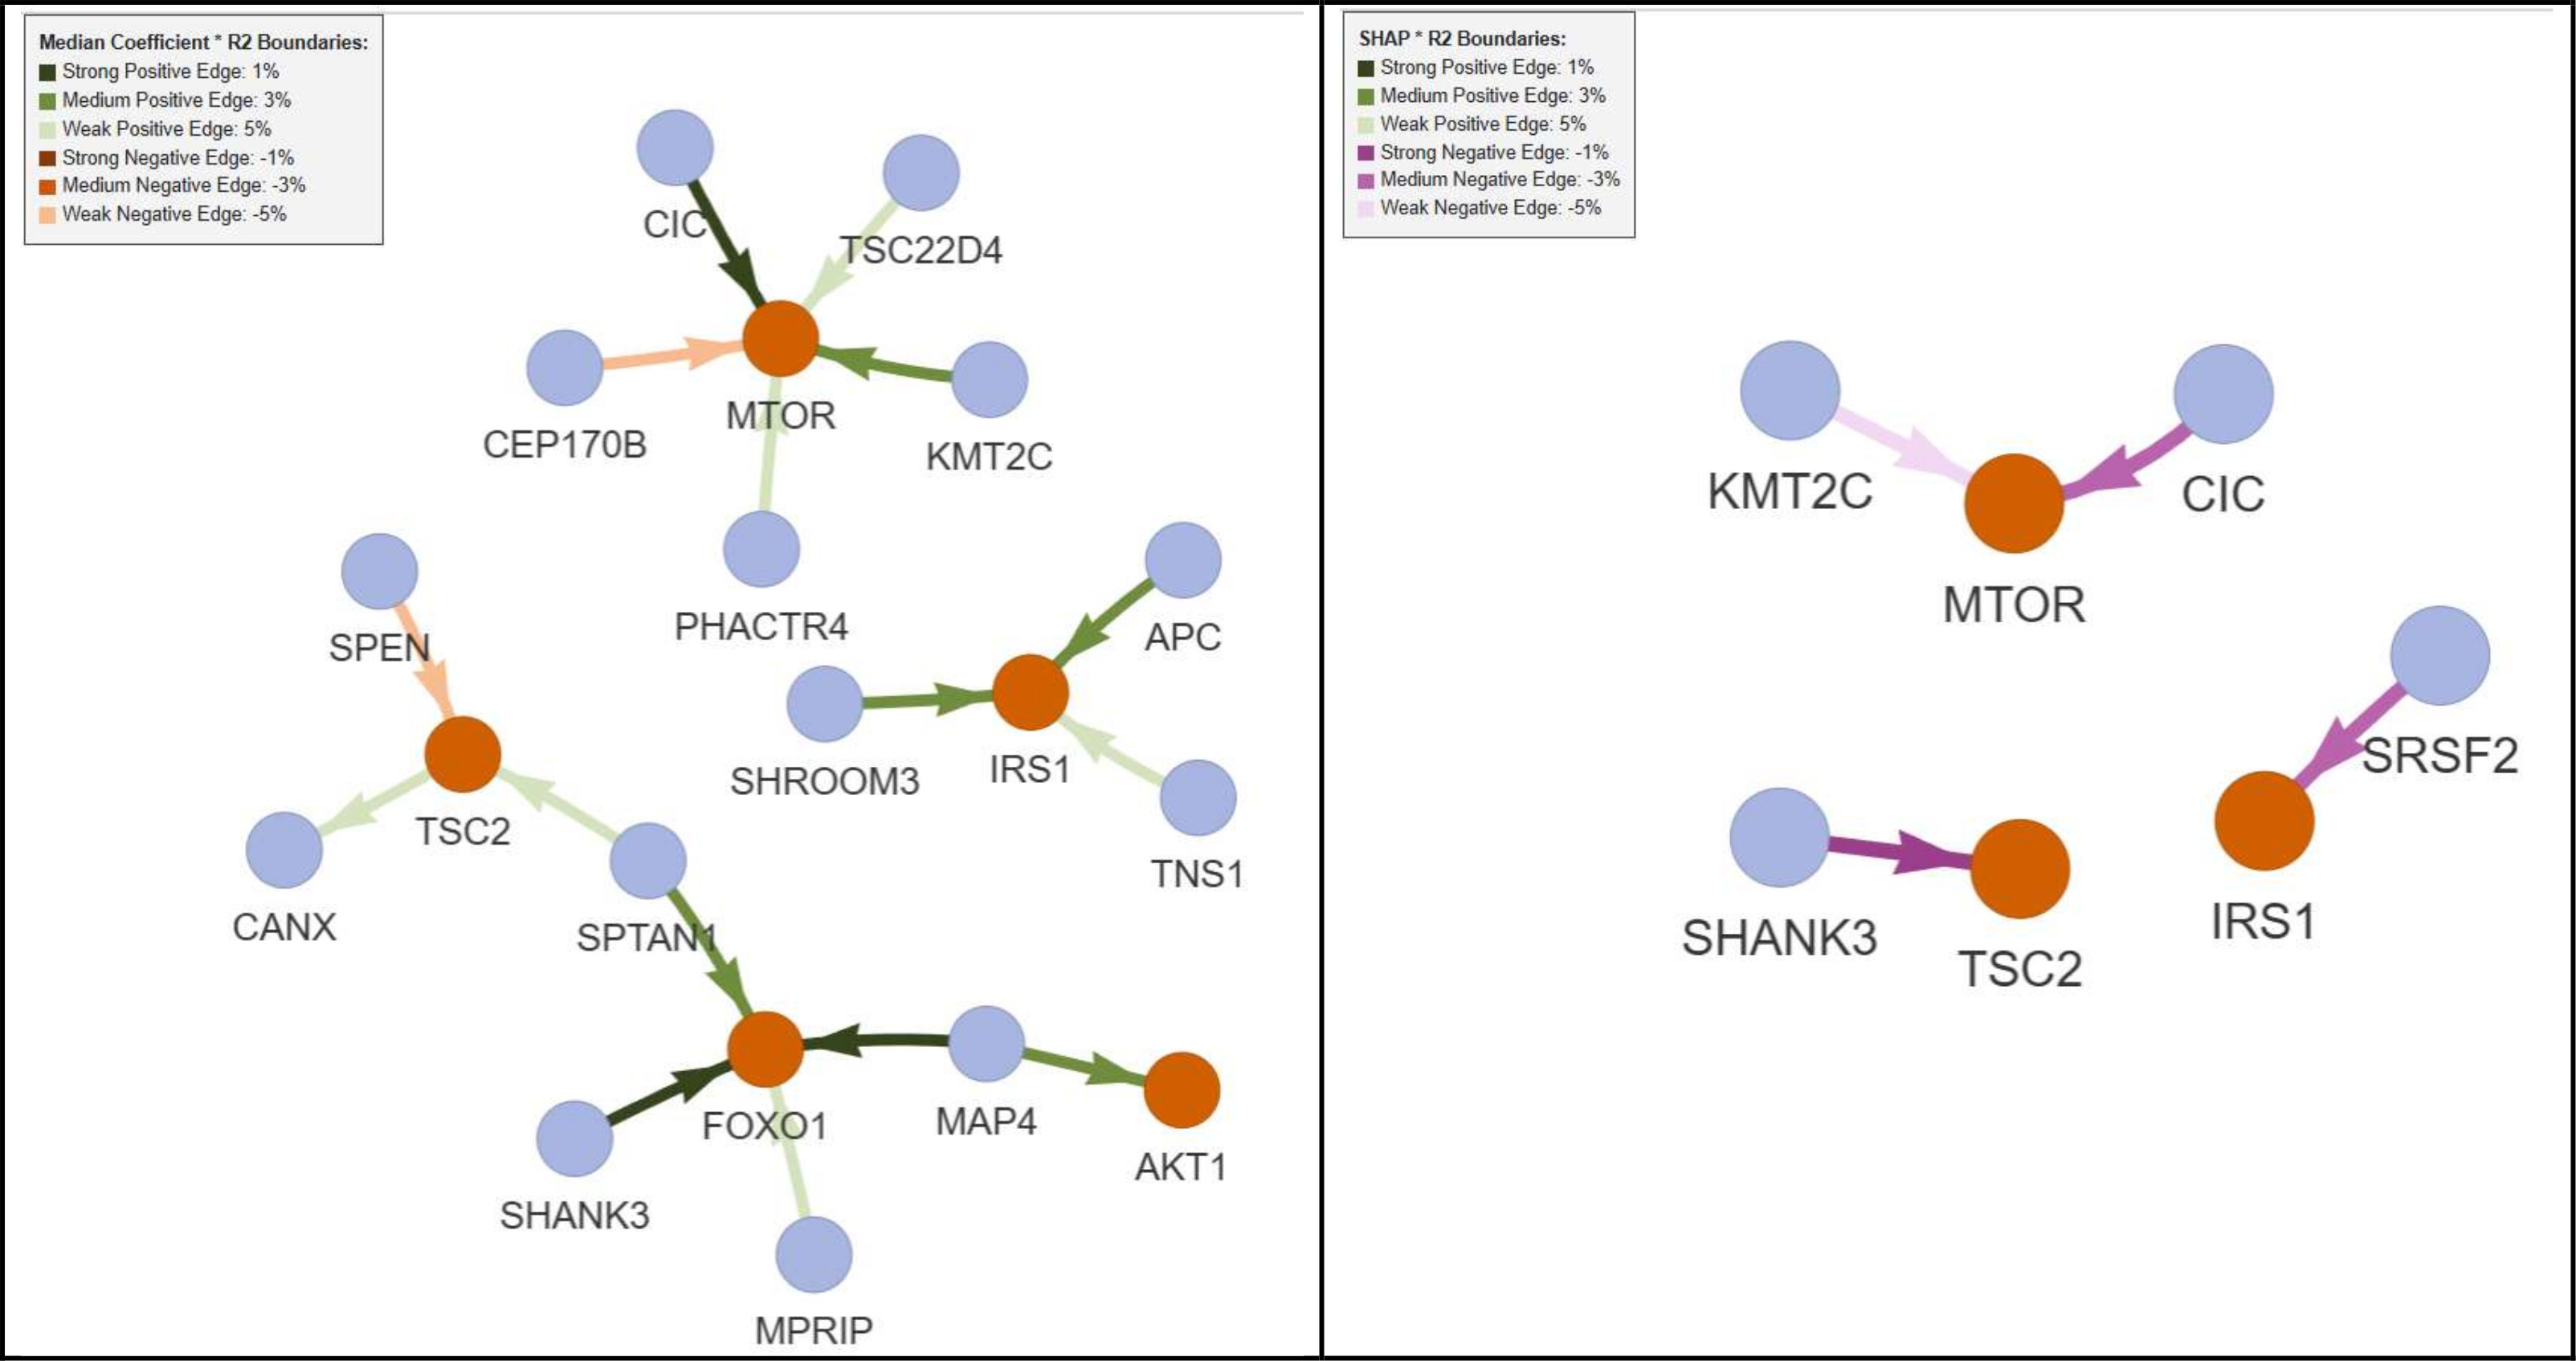 Median Coefficient * R2 Boundaries:
Strong Positive Edge: 1%
Medium Positive Edge: 3%
Weak Positive Edge: 5%
Strong Negative Edge: -1%
Medium Negative Edge: -3%
Weak Negative Edge: -5%
CIC
TSC22D4
MTOR
CEP170B
KMT2C
PHACTR4
SPEN
APC
SHROOM3
IRS1
TSC2
TNS1
CANX
SPTAN1
FOXO1
MAP4
AKT1
SHANK3
MPRIP
SHAP * R2 Boundaries:
Strong Positive Edge: 1%
Medium Positive Edge: 3%
Weak Positive Edge: 5%
Strong Negative Edge: -1%
Medium Negative Edge: -3%
Weak Negative Edge: -5%
KMT2C
CIC
MTOR
SRSF2
SHANK3
IRS1
TSC2